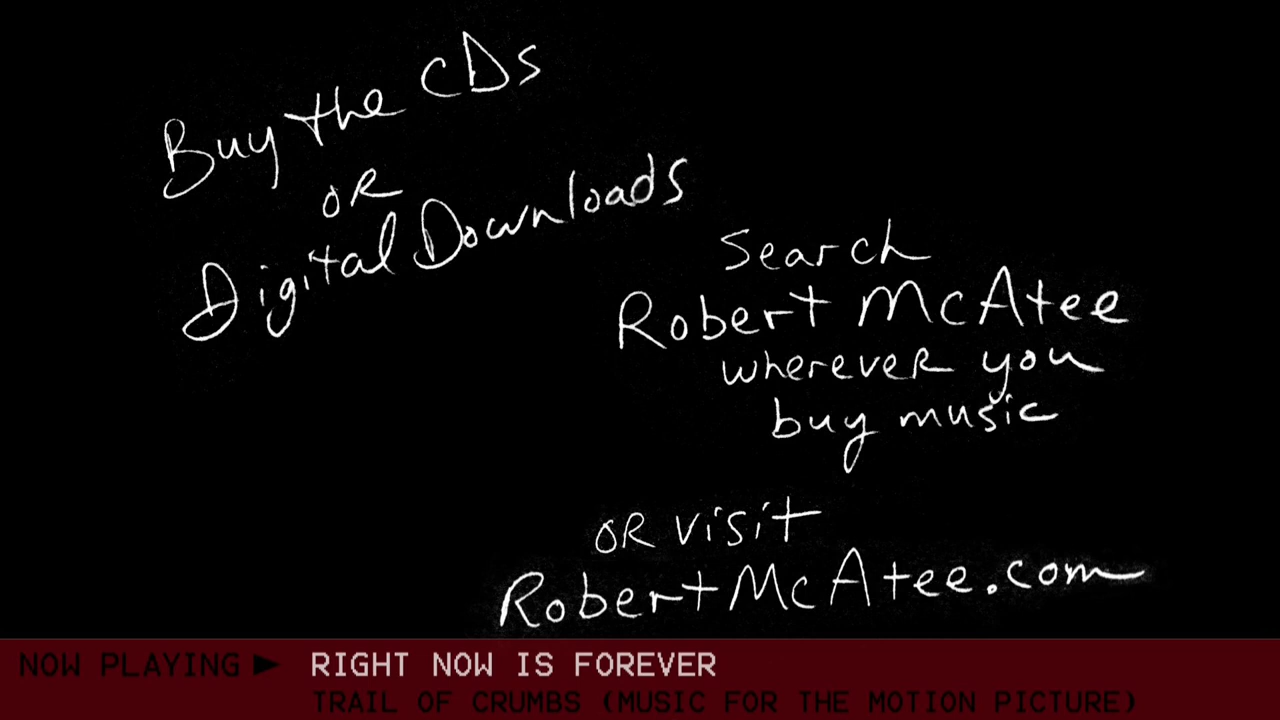 Buy the CDs
OR
Digital Downloads
Search
Robert McAtee
wherever you
buy music
OR visit
RobertMcAtee.com
NOW PLAYING ► RIGHT NOW IS FOREVER
TRAIL OF CRUMBS (MUSIC FOR THE MOTION PICTURE)